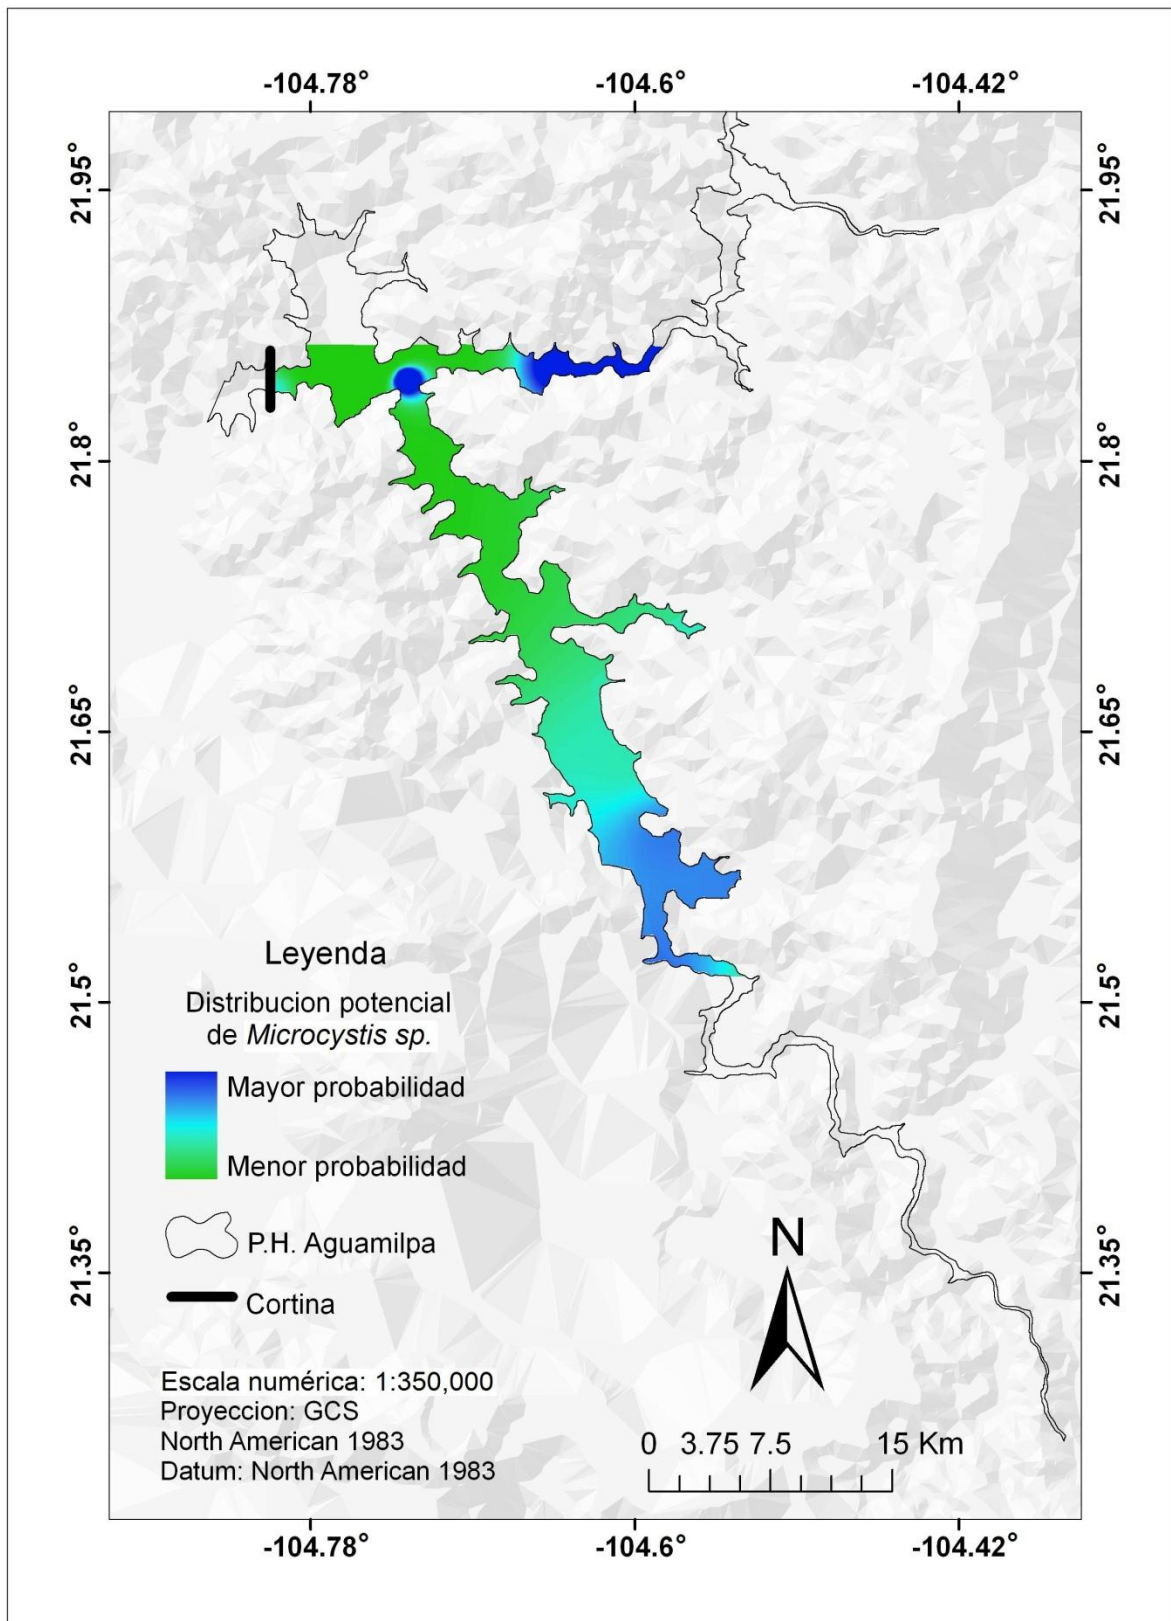 -104.78° -104.6° -104.42°
21.95° 21.95°
21.8° 21.8°
21.65° 21.65°
21.5° 21.5°
21.35° 21.35°
Leyenda
Distribucion potencial
de Microcystis sp.
Mayor probabilidad
Menor probabilidad
P.H. Aguamilpa
Cortina
Escala numérica: 1:350,000
Proyeccion: GCS
North American 1983
Datum: North American 1983
N
0 3.75 7.5 15 Km
-104.78° -104.6° -104.42°